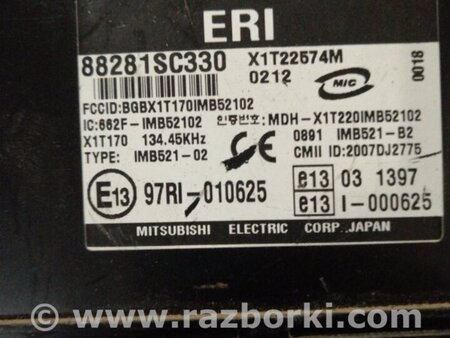 ERI
88281SC330 X1T22574M
0212 MIC 0018
FCCID:BGBX1T170IMB52102
IC:662F-IMB52102 인증번호:MDH-X1T220IMB52102
X1T170 134.45KHz CE 0891 IMB521-B2
TYPE: IMB521-02 CMII ID:2007DJ2775
E13 97RI-010625 e13 03 1397
e13 I-000625
MITSUBISHI ELECTRIC CORP. JAPAN
© www.razborki.com